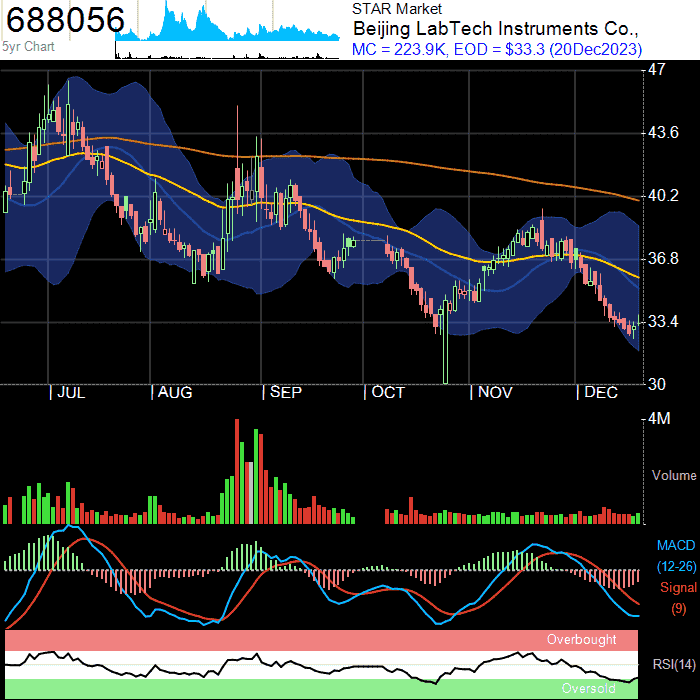 688056
5yr Chart
STAR Market
Beijing LabTech Instruments Co.,
MC = 223.9K, EOD = $33.3 (20Dec2023)
47
43.6
40.2
36.8
33.4
30
| JUL | AUG | SEP | OCT | NOV | DEC
4M
Volume
MACD
(12-26)
Signal
(9)
Overbought
RSI(14)
Oversold